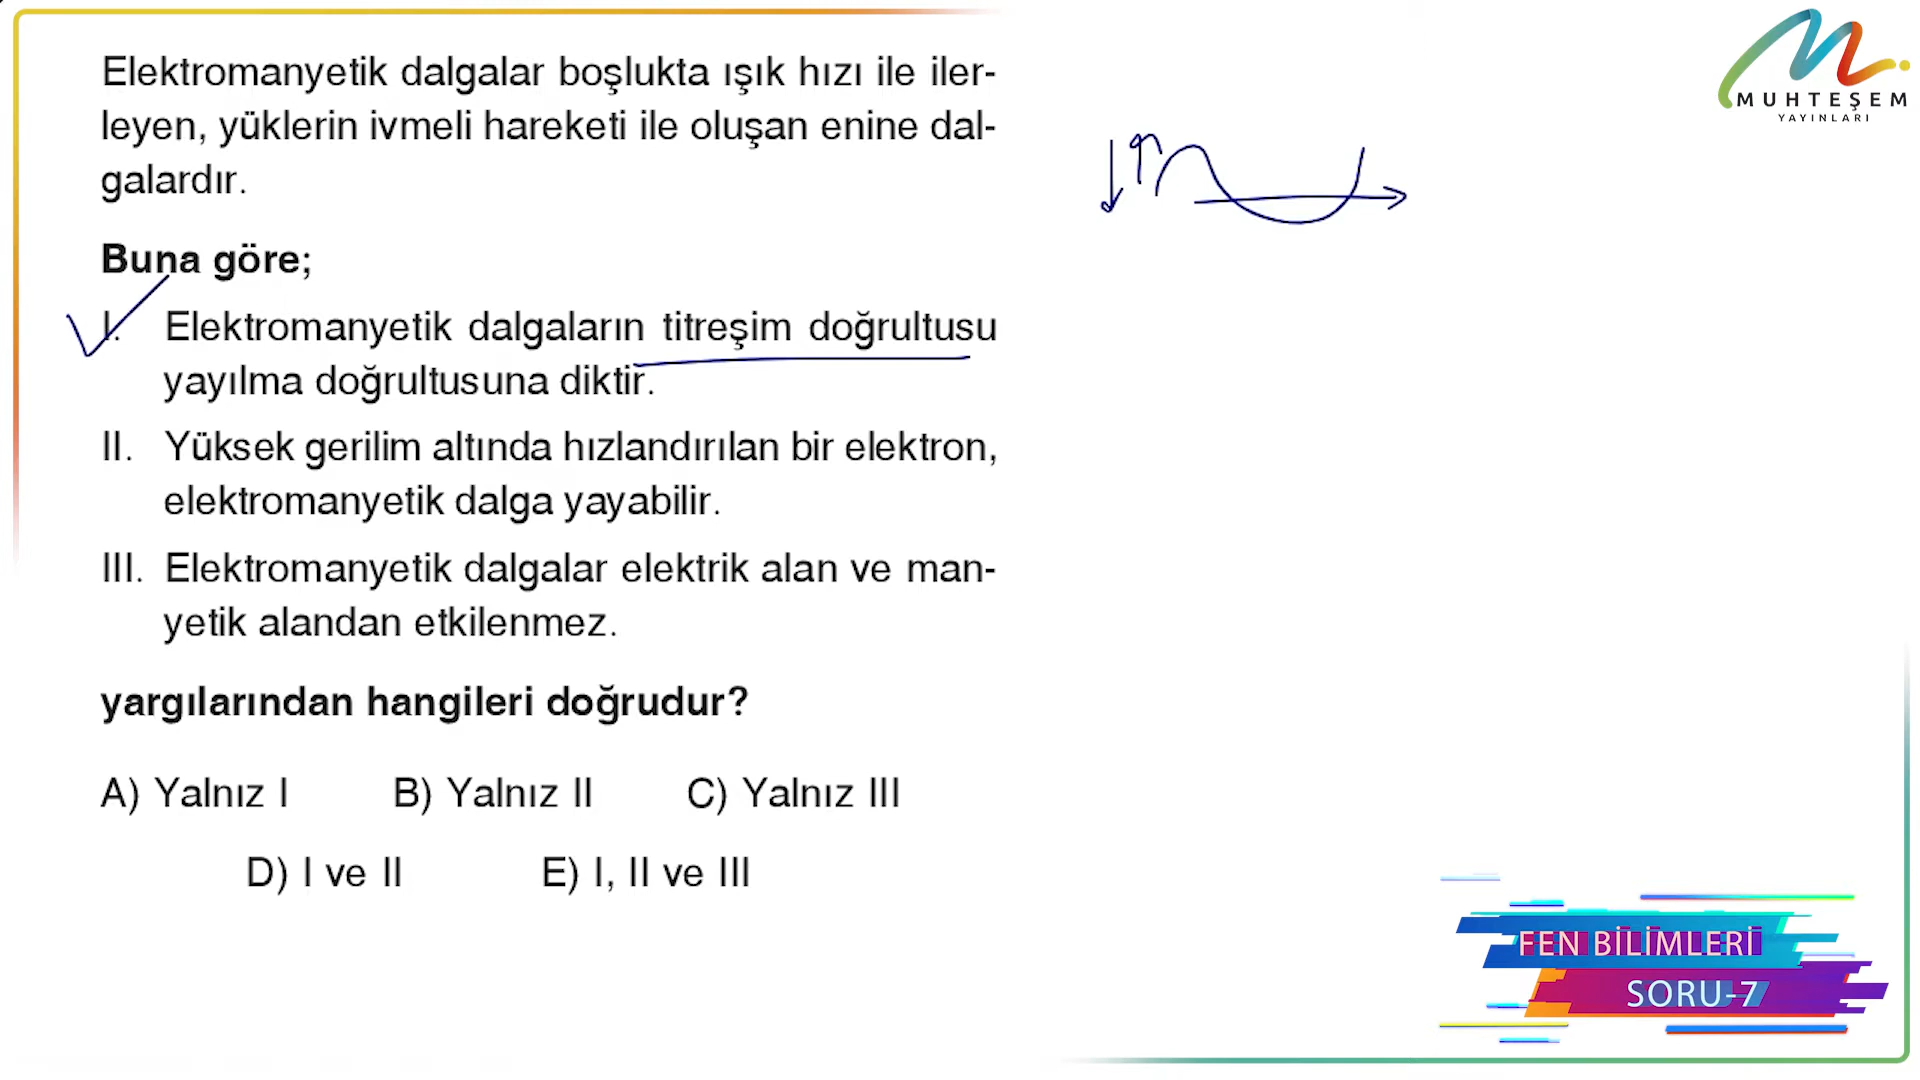 Elektromanyetik dalgalar boşlukta ışık hızı ile iler-
leyen, yüklerin ivmeli hareketi ile oluşan enine dal-
galardır.
Buna göre;
I. Elektromanyetik dalgaların titreşim doğrultusu
yayılma doğrultusuna diktir.
II. Yüksek gerilim altında hızlandırılan bir elektron,
elektromanyetik dalga yayabilir.
III. Elektromanyetik dalgalar elektrik alan ve man-
yetik alandan etkilenmez.
yargılarından hangileri doğrudur?
A) Yalnız I B) Yalnız II C) Yalnız III
D) I ve II E) I, II ve III
MUHTEŞEM
YAYINLARI
FEN BİLİMLERİ
SORU-7